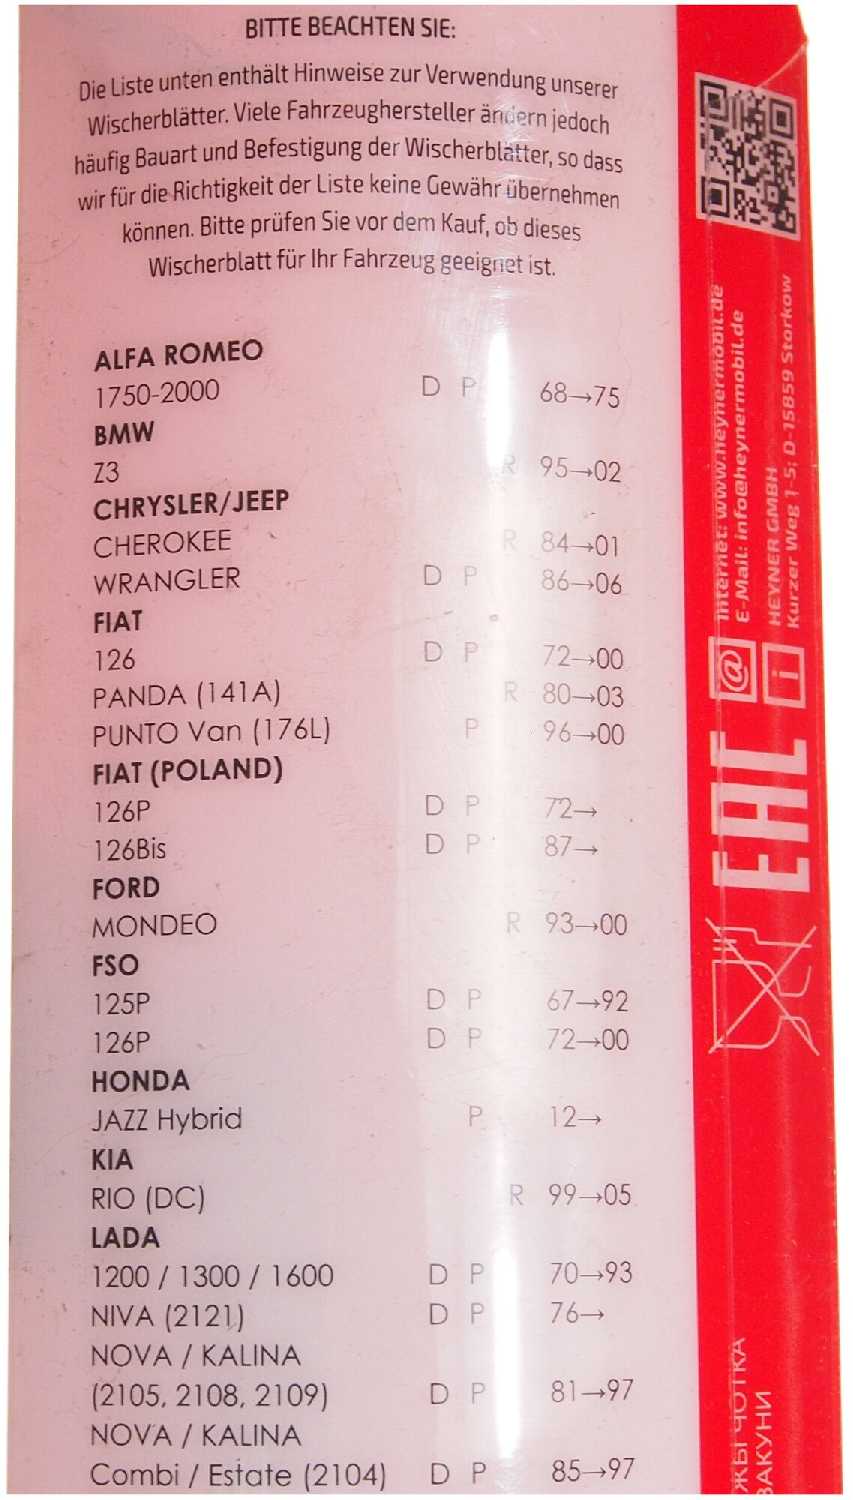 BITTE BEACHTEN SIE:
Die Liste unten enthält Hinweise zur Verwendung unserer
Wischerblätter. Viele Fahrzeughersteller ändern jedoch
häufig Bauart und Befestigung der Wischerblätter, so dass
wir für die Richtigkeit der Liste keine Gewähr übernehmen
können. Bitte prüfen Sie vor dem Kauf, ob dieses
Wischerblatt für Ihr Fahrzeug geeignet ist.
ALFA ROMEO
1750-2000 D P 68→75
BMW
Z3 R 95→02
CHRYSLER/JEEP
CHEROKEE R 84→01
WRANGLER D P 86→06
FIAT
126 D P 72→00
PANDA (141A) R 80→03
PUNTO Van (176L) P 96→00
FIAT (POLAND)
126P D P 72→
126Bis D P 87→
FORD
MONDEO R 93→00
FSO
125P D P 67→92
126P D P 72→00
HONDA
JAZZ Hybrid P 12→
KIA
RIO (DC) R 99→05
LADA
1200 / 1300 / 1600 D P 70→93
NIVA (2121) D P 76→
NOVA / KALINA
(2105, 2108, 2109) D P 81→97
NOVA / KALINA
Combi / Estate (2104) D P 85→97
Internet: www.heynermobil.de
E-Mail: info@heynermobil.de
HEYNER GMBH
Kurzer Weg 1-5; D-15859 Storkow
@
i
EAC
ЧОТКА
ВАКУНИ